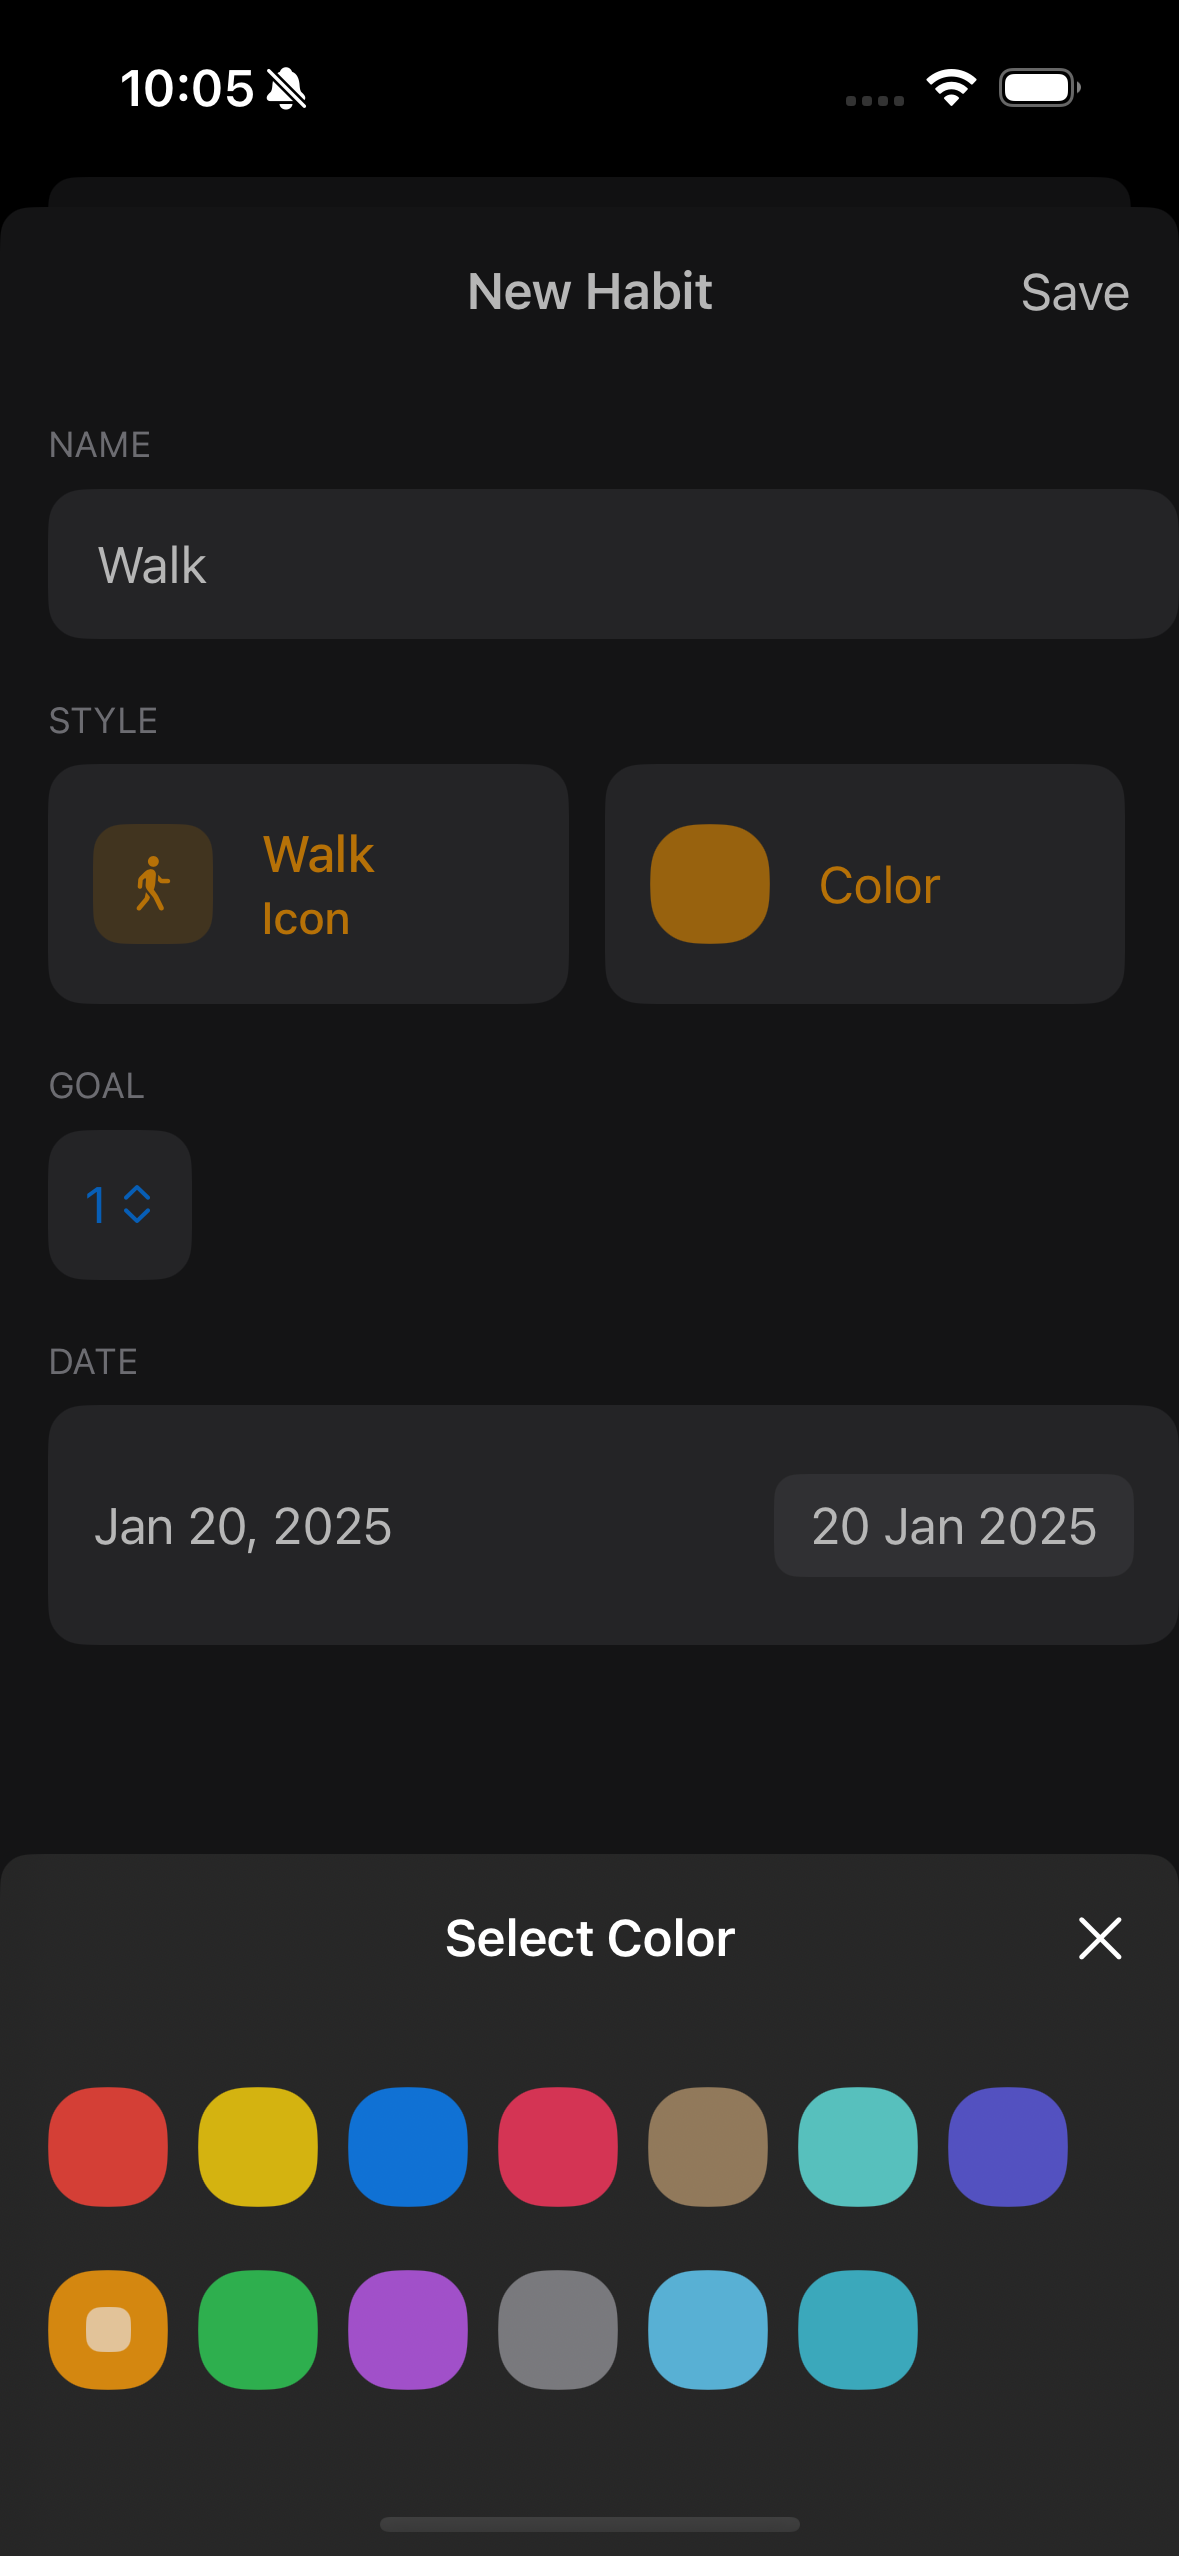 10:05
New Habit
Save
NAME
Walk
STYLE
Walk
Icon
Color
GOAL
1
DATE
Jan 20, 2025
20 Jan 2025
Select Color